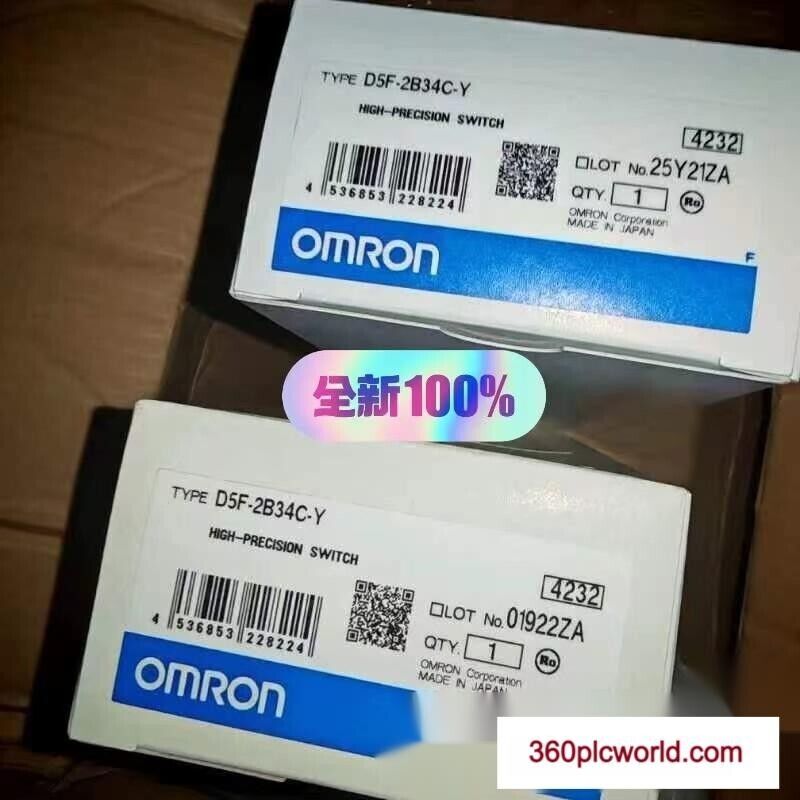 TYPE D5F-2B34C-Y
HIGH-PRECISION SWITCH
4232
LOT No. 25Y21ZA
QTY. 1
Ro
4 536853 228224
OMRON Corporation
MADE IN JAPAN
OMRON
F
全新100%
TYPE D5F-2B34C-Y
HIGH-PRECISION SWITCH
4232
LOT No. 01922ZA
QTY. 1
Ro
4 536853 228224
OMRON Corporation
MADE IN JAPAN
OMRON
360plcworld.com